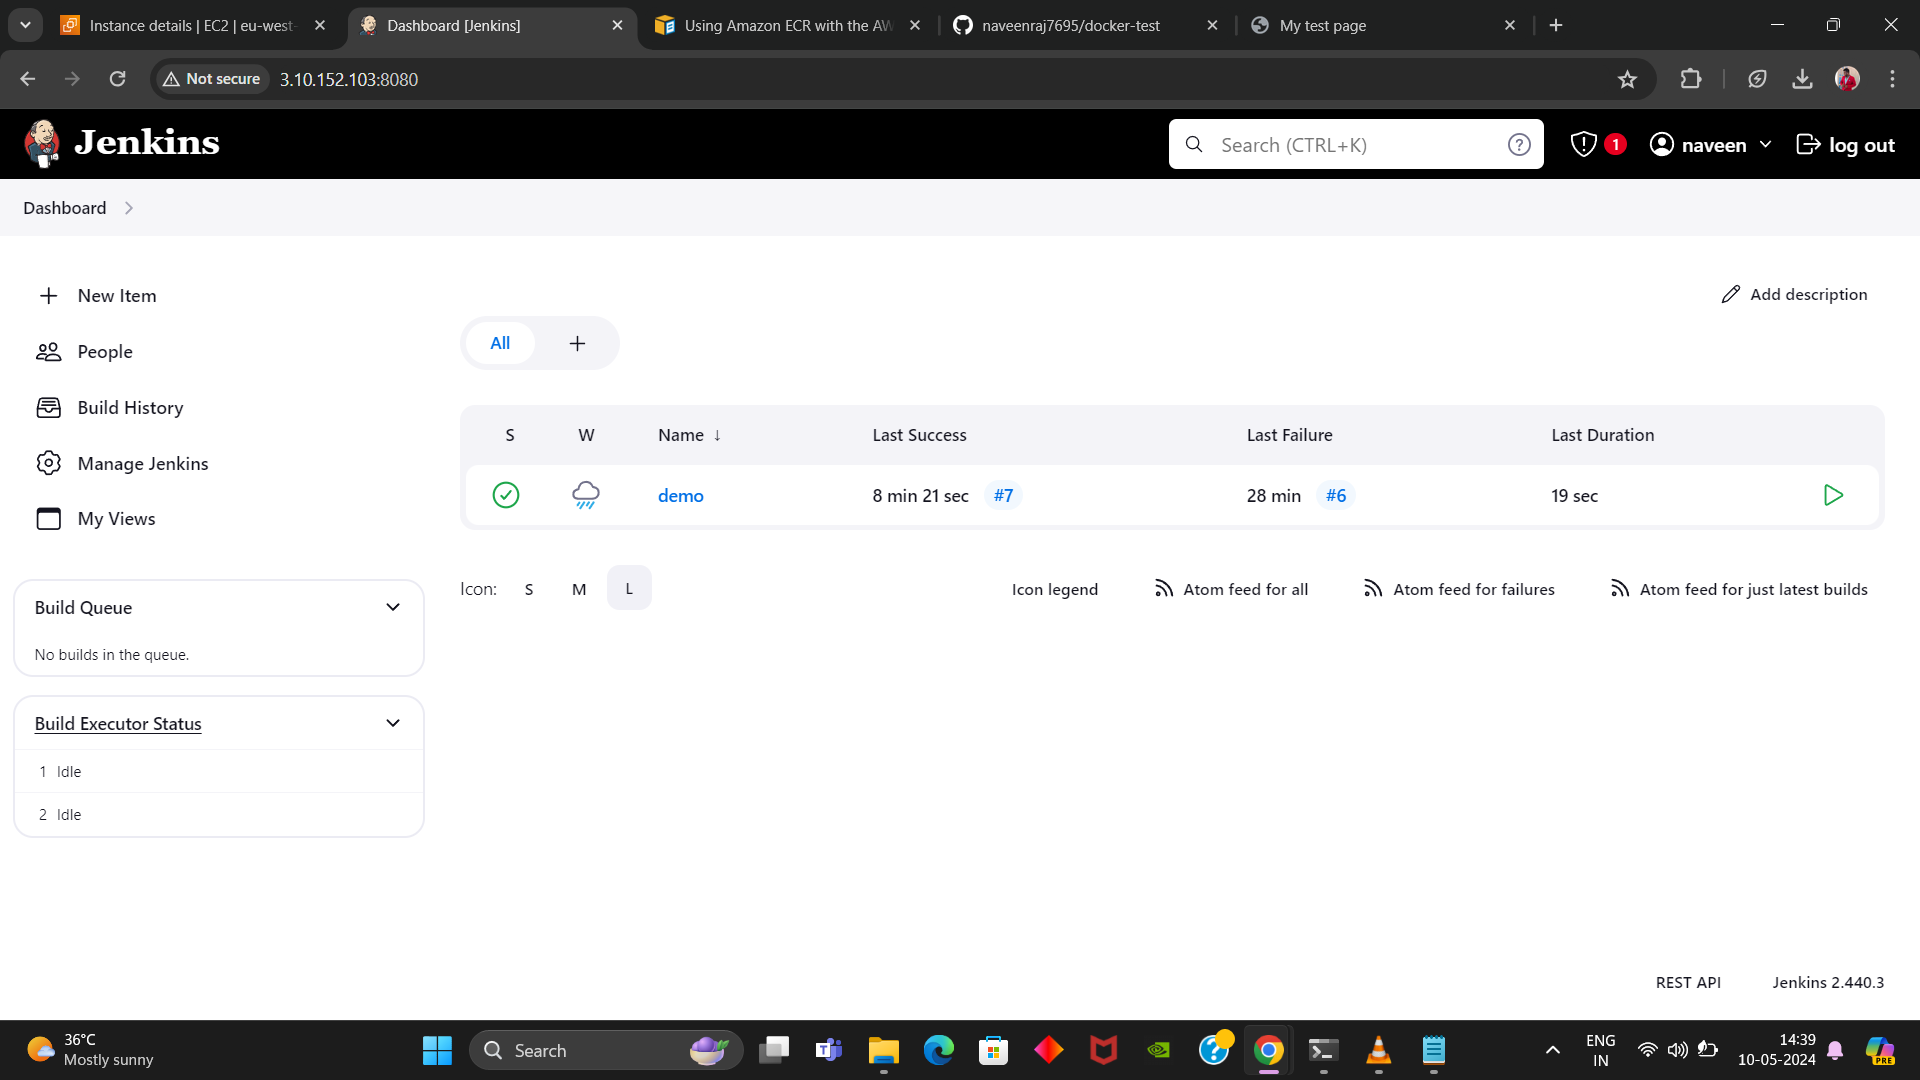 Instance details | EC2 | eu-west-
Dashboard [Jenkins]
Using Amazon ECR with the AW
naveenraj7695/docker-test
My test page
Not secure
3.10.152.103:8080
Jenkins
Search (CTRL+K)
?
1
naveen
log out
Dashboard
New Item
People
Build History
Manage Jenkins
My Views
Add description
All
+
S W Name ↓ Last Success Last Failure Last Duration
demo 8 min 21 sec #7 28 min #6 19 sec
Icon: S M L
Icon legend
Atom feed for all
Atom feed for failures
Atom feed for just latest builds
Build Queue
No builds in the queue.
Build Executor Status
1 Idle
2 Idle
REST API
Jenkins 2.440.3
36°C
Mostly sunny
Search
PRE
ENG
IN
14:39
10-05-2024